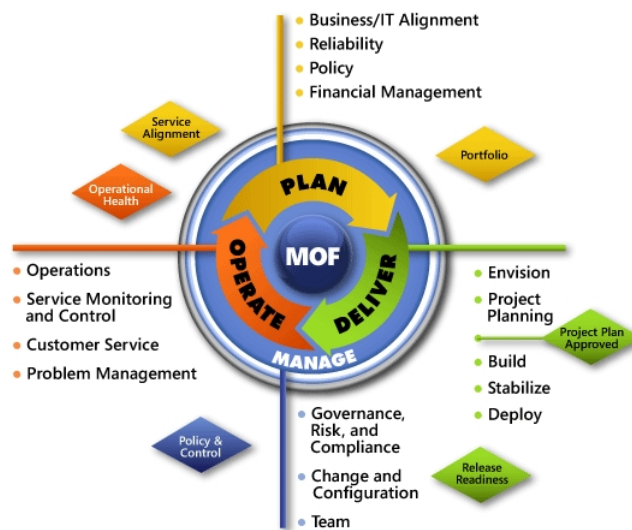 Business/IT Alignment
Reliability
Policy
Financial Management
Service
Alignment
Portfolio
Operational
Health
PLAN
MOF
OPERATE
DELIVER
MANAGE
Operations
Service Monitoring
and Control
Customer Service
Problem Management
Envision
Project
Planning
Project Plan
Approved
Build
Stabilize
Deploy
Policy &
Control
Governance,
Risk, and
Compliance
Change and
Configuration
Team
Release
Readiness